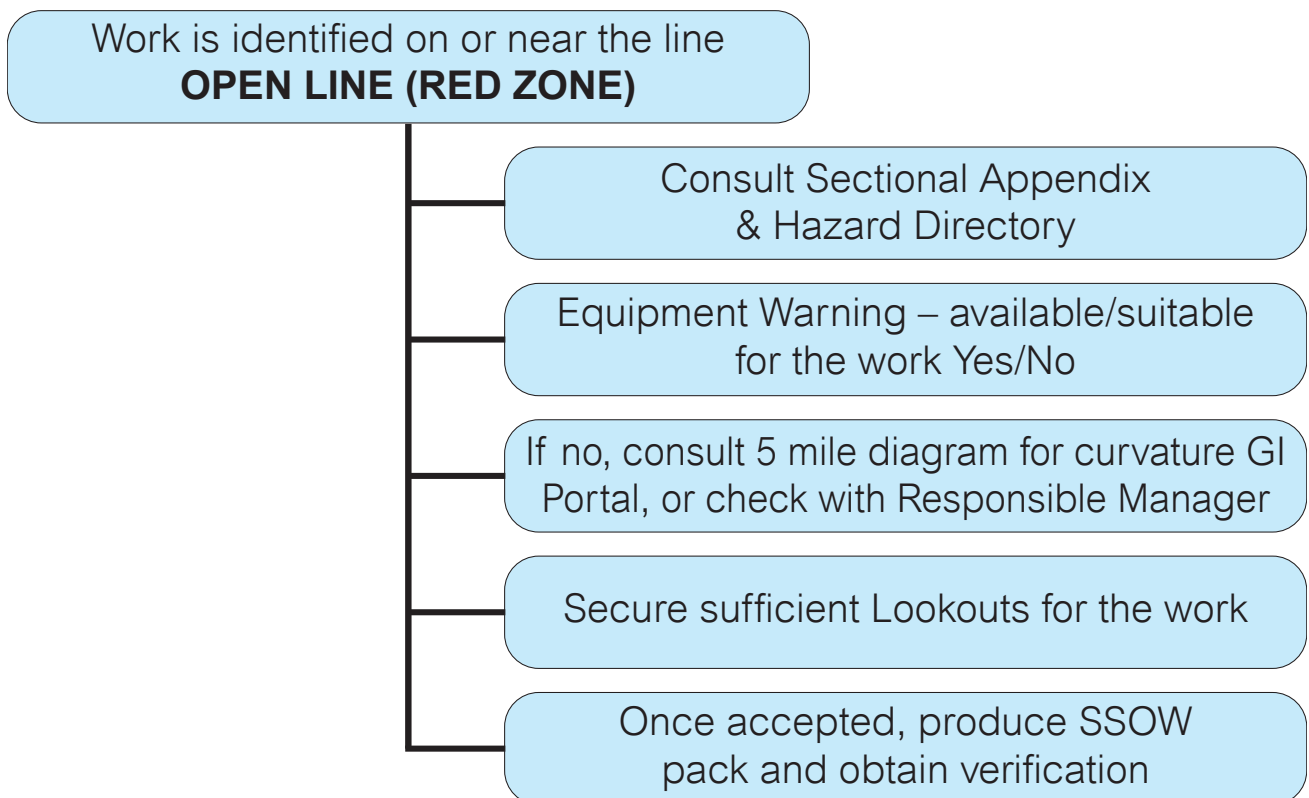 Work is identified on or near the line
OPEN LINE (RED ZONE)
Consult Sectional Appendix
& Hazard Directory
Equipment Warning – available/suitable
for the work Yes/No
If no, consult 5 mile diagram for curvature GI
Portal, or check with Responsible Manager
Secure sufficient Lookouts for the work
Once accepted, produce SSOW
pack and obtain verification